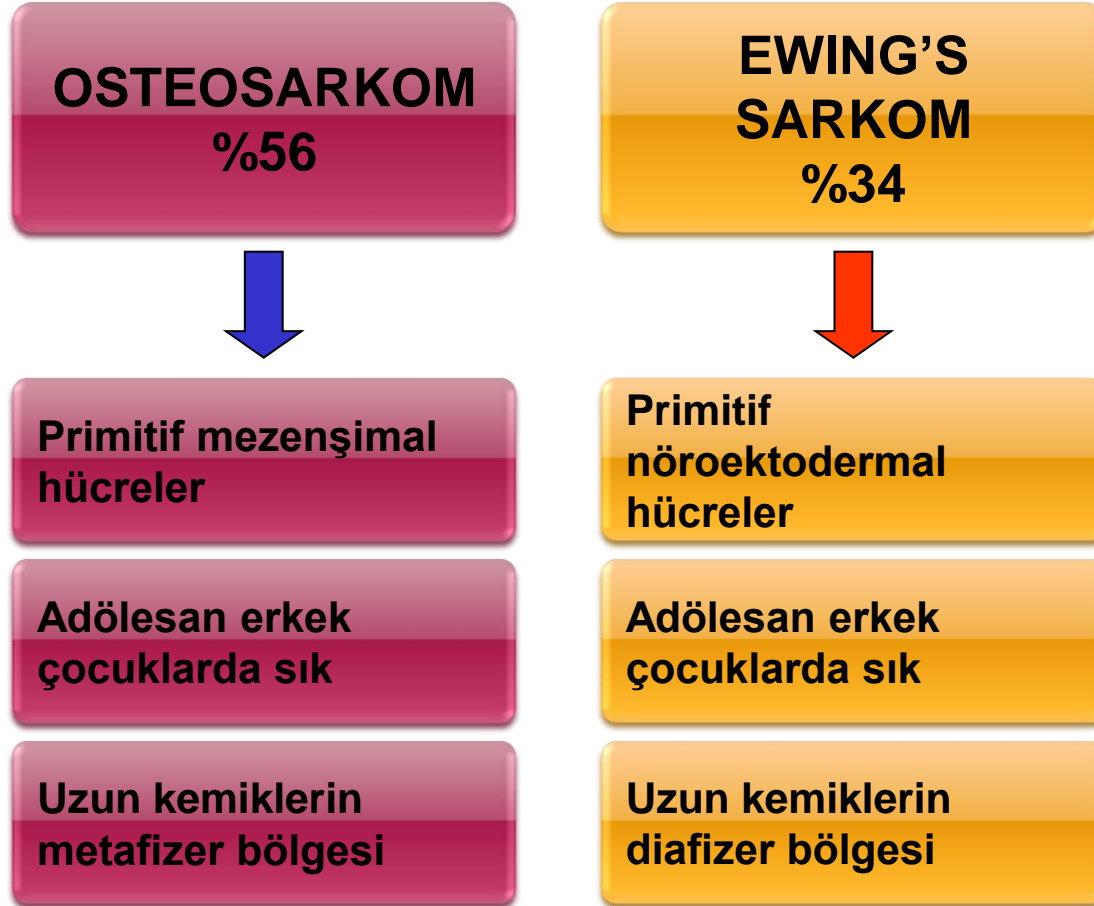 OSTEOSARKOM
%56
EWING’S
SARKOM
%34
Primitif mezenşimal
hücreler
Primitif
nöroektodermal
hücreler
Adölesan erkek
çocuklarda sık
Adölesan erkek
çocuklarda sık
Uzun kemiklerin
metafizer bölgesi
Uzun kemiklerin
diafizer bölgesi